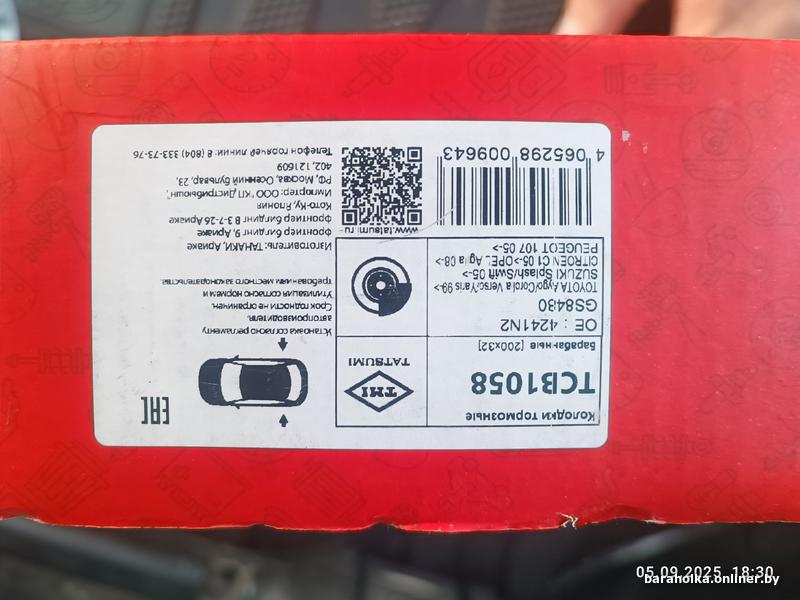 Колодки тормозные
TCB1058
Барабанные [200x32]
TMI
TATSUMI
OE : 4241N2
GS8430
TOYOTA Aygo/Corolla Verso/Yaris 99->
SUZUKI Splash/Swift 05->
CITROEN C1 05->OPEL Agila 08->
PEUGEOT 107 05->
4 065298 009643
www.tatsumi.ru
EAC
Установка согласно регламенту
автопроизводителя.
Срок годности не ограничен.
Утилизация согласно нормам и
требованиям местного законодательства
Изготовитель: ТАНАКИ, Ариаке
фронтиер билдинг 9, Ариаке
фронтиер билдинг В 3-7-26 Ариаке
Кото-Ку, Япония
Импортер: ООО "КП Дистрибьюшн",
РФ, Москва, Осенний бульвар, 23,
402, 121609
Телефон горячей линии: 8 (804) 333-73-76
05.09.2025 18:30
baraholka.onliner.by